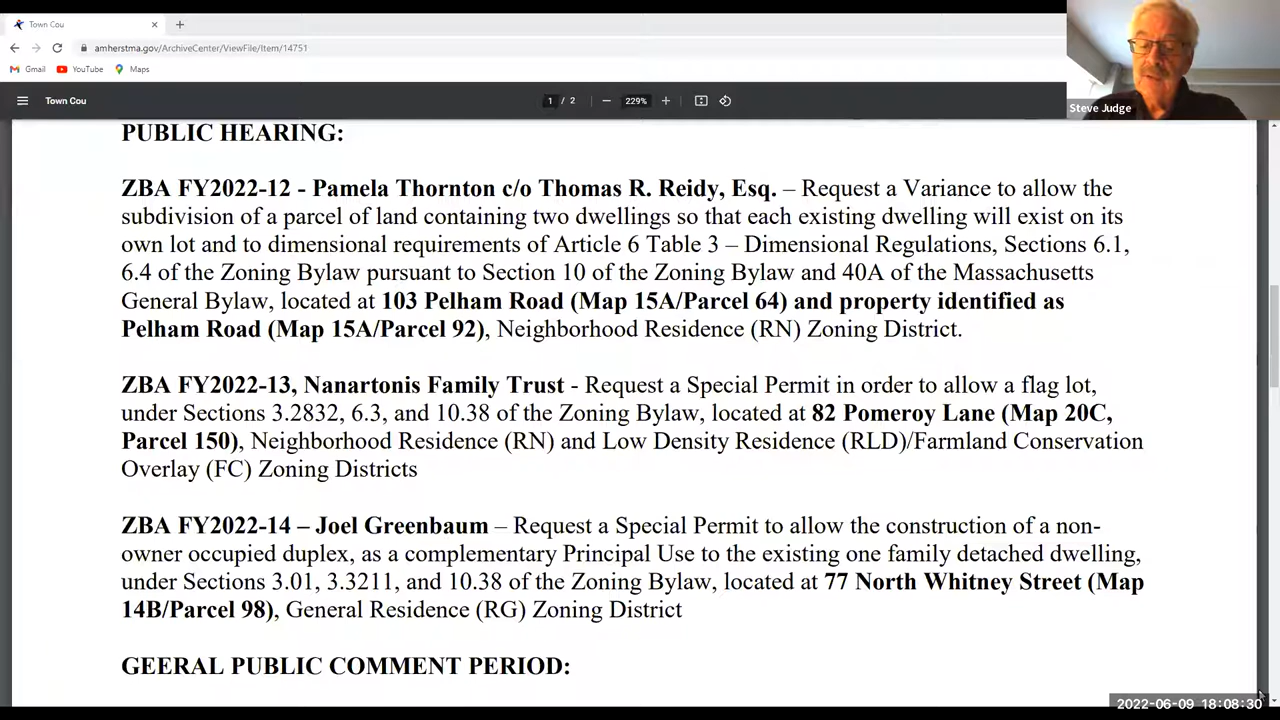 Town Cou
amherstma.gov/ArchiveCenter/ViewFile/Item/14751
Gmail YouTube Maps
Town Cou 1 / 2 229%
Steve Judge
PUBLIC HEARING:
ZBA FY2022-12 - Pamela Thornton c/o Thomas R. Reidy, Esq. – Request a Variance to allow the
subdivision of a parcel of land containing two dwellings so that each existing dwelling will exist on its
own lot and to dimensional requirements of Article 6 Table 3 – Dimensional Regulations, Sections 6.1,
6.4 of the Zoning Bylaw pursuant to Section 10 of the Zoning Bylaw and 40A of the Massachusetts
General Bylaw, located at 103 Pelham Road (Map 15A/Parcel 64) and property identified as
Pelham Road (Map 15A/Parcel 92), Neighborhood Residence (RN) Zoning District.
ZBA FY2022-13, Nanartonis Family Trust - Request a Special Permit in order to allow a flag lot,
under Sections 3.2832, 6.3, and 10.38 of the Zoning Bylaw, located at 82 Pomeroy Lane (Map 20C,
Parcel 150), Neighborhood Residence (RN) and Low Density Residence (RLD)/Farmland Conservation
Overlay (FC) Zoning Districts
ZBA FY2022-14 – Joel Greenbaum – Request a Special Permit to allow the construction of a non-
owner occupied duplex, as a complementary Principal Use to the existing one family detached dwelling,
under Sections 3.01, 3.3211, and 10.38 of the Zoning Bylaw, located at 77 North Whitney Street (Map
14B/Parcel 98), General Residence (RG) Zoning District
GEERAL PUBLIC COMMENT PERIOD:
2022-06-09 18:08:30